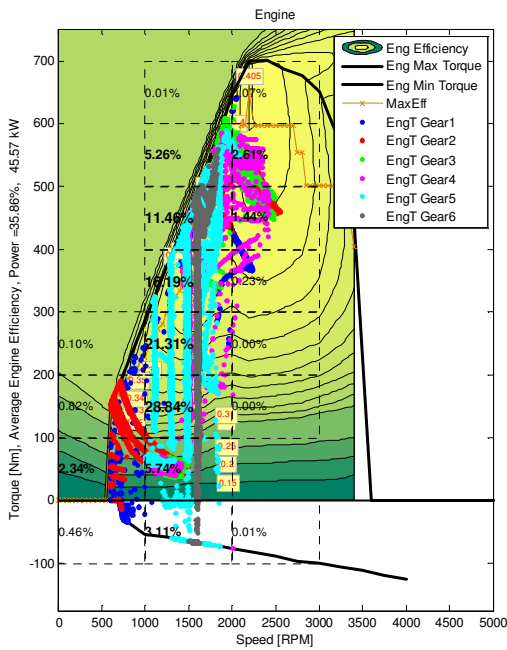 Engine
Torque [Nm], Average Engine Efficiency, Power =35.86%, 45.57 kW
700
600
500
400
300
200
100
0
-100
0.405
0.01%
07%
5.26%
2.61%
11.46%
1.44%
16.19%
0.23%
0.10%
21.31%
0.00%
0.82%
28.84%
0.00%
0.3
0.25
2.34%
5.74%
0.2
0.15
0.46%
3.11%
0.01%
Eng Efficiency
Eng Max Torque
Eng Min Torque
MaxEff
EngT Gear1
EngT Gear2
EngT Gear3
EngT Gear4
EngT Gear5
EngT Gear6
0 500 1000 1500 2000 2500 3000 3500 4000 4500 5000
Speed [RPM]